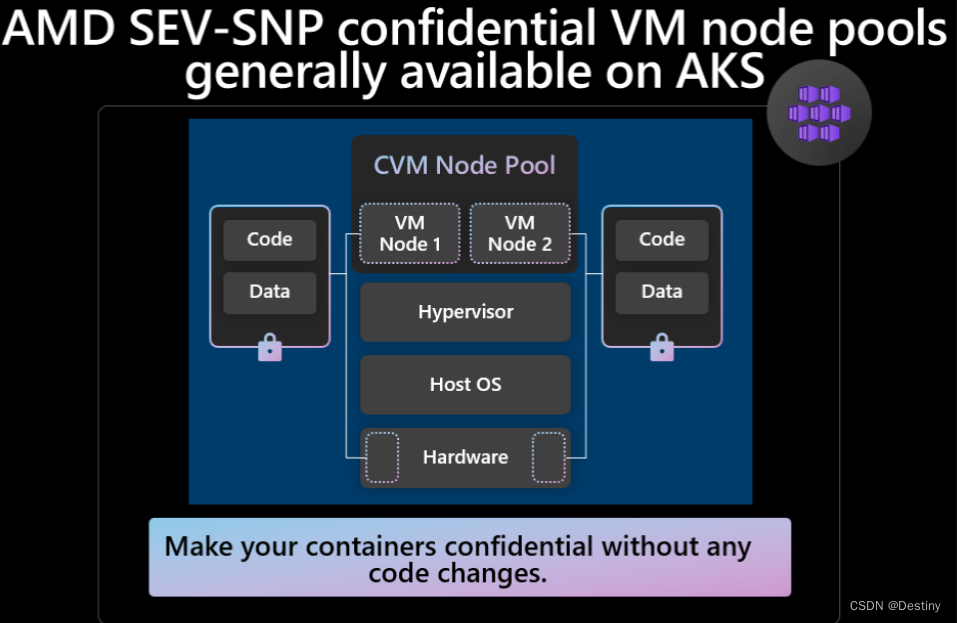 AMD SEV-SNP confidential VM node pools
generally available on AKS
CVM Node Pool
VM
Node 1
VM
Node 2
Code
Data
Code
Data
Hypervisor
Host OS
Hardware
Make your containers confidential without any
code changes.
CSDN @Destiny